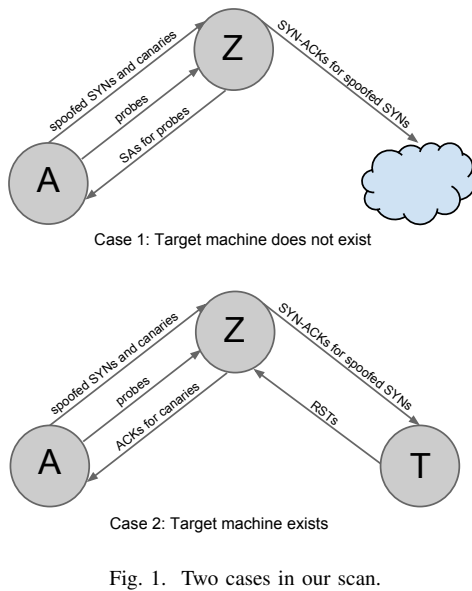 spoofed SYNs and canaries
probes
SAs for probes
SYN-ACKs for spoofed SYNs
Z
A
Case 1: Target machine does not exist
spoofed SYNs and canaries
probes
ACKs for canaries
SYN-ACKs for spoofed SYNs
RSTs
Z
A
T
Case 2: Target machine exists
Fig. 1. Two cases in our scan.